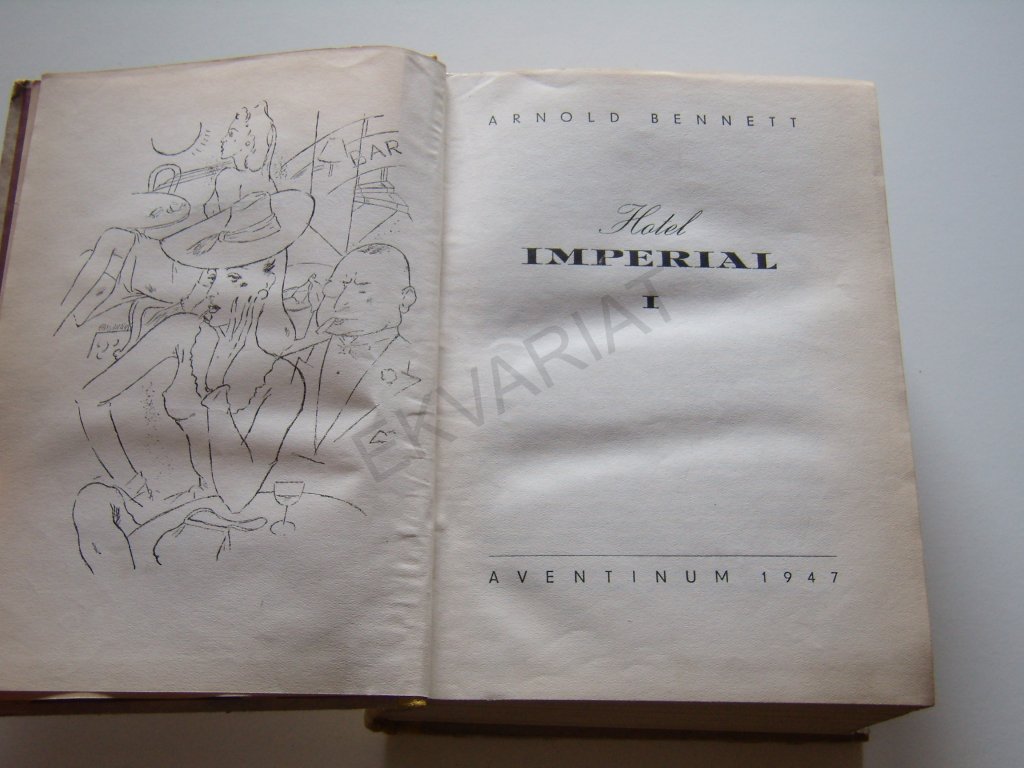 BAR
ARNOLD BENNETT
Hotel
IMPERIAL
I
AVENTINUM 1947
EKVARIAT